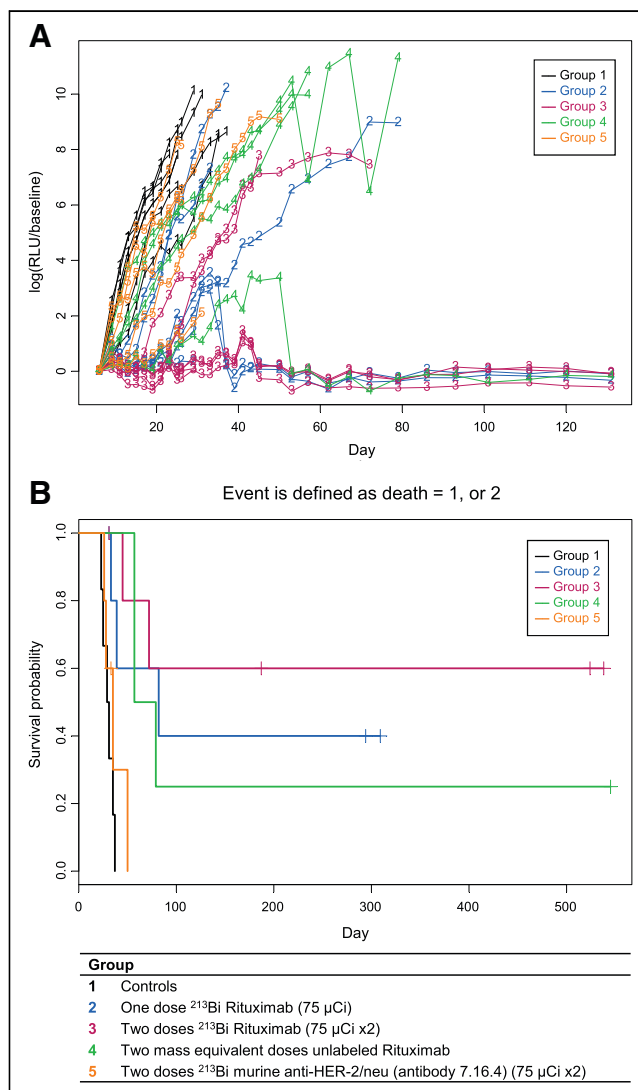 A
Group 1
Group 2
Group 3
Group 4
Group 5
log(RLU/baseline)
10
8
6
4
2
0
20 40 60 80 100 120
Day
B
Event is defined as death = 1, or 2
Group 1
Group 2
Group 3
Group 4
Group 5
Survival probability
1.0
0.8
0.6
0.4
0.2
0.0
0 100 200 300 400 500
Day
Group
1 Controls
2 One dose ²¹³Bi Rituximab (75 µCi)
3 Two doses ²¹³Bi Rituximab (75 µCi x2)
4 Two mass equivalent doses unlabeled Rituximab
5 Two doses ²¹³Bi murine anti-HER-2/neu (antibody 7.16.4) (75 µCi x2)